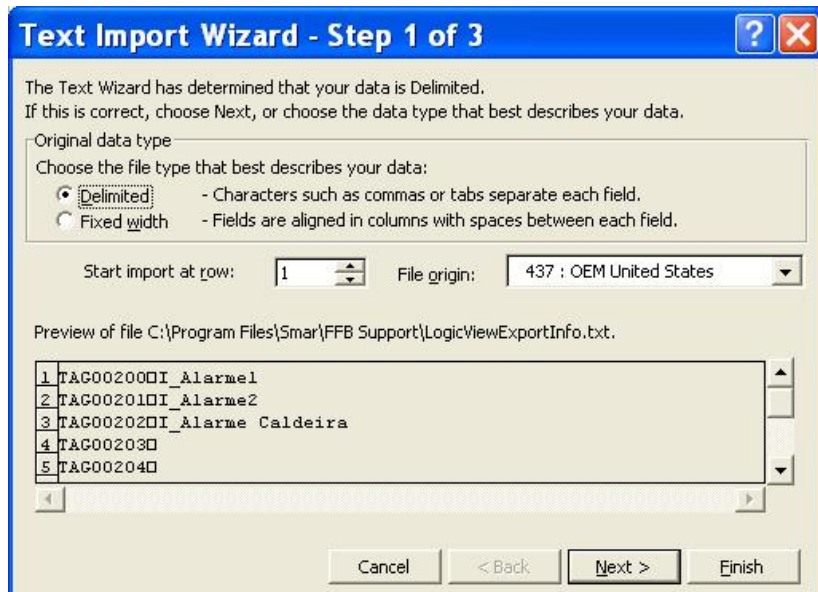 Text Import Wizard - Step 1 of 3
The Text Wizard has determined that your data is Delimited.
If this is correct, choose Next, or choose the data type that best describes your data.
Original data type
Choose the file type that best describes your data:
Delimited - Characters such as commas or tabs separate each field.
Fixed width - Fields are aligned in columns with spaces between each field.
Start import at row: 1 File origin: 437 : OEM United States
Preview of file C:\Program Files\Smar\FFB Support\LogicViewExportInfo.txt.
1 TAG00200□I_Alarme1
2 TAG00201□I_Alarme2
3 TAG00202□I_Alarme Caldeira
4 TAG00203□
5 TAG00204□
Cancel < Back Next > Finish